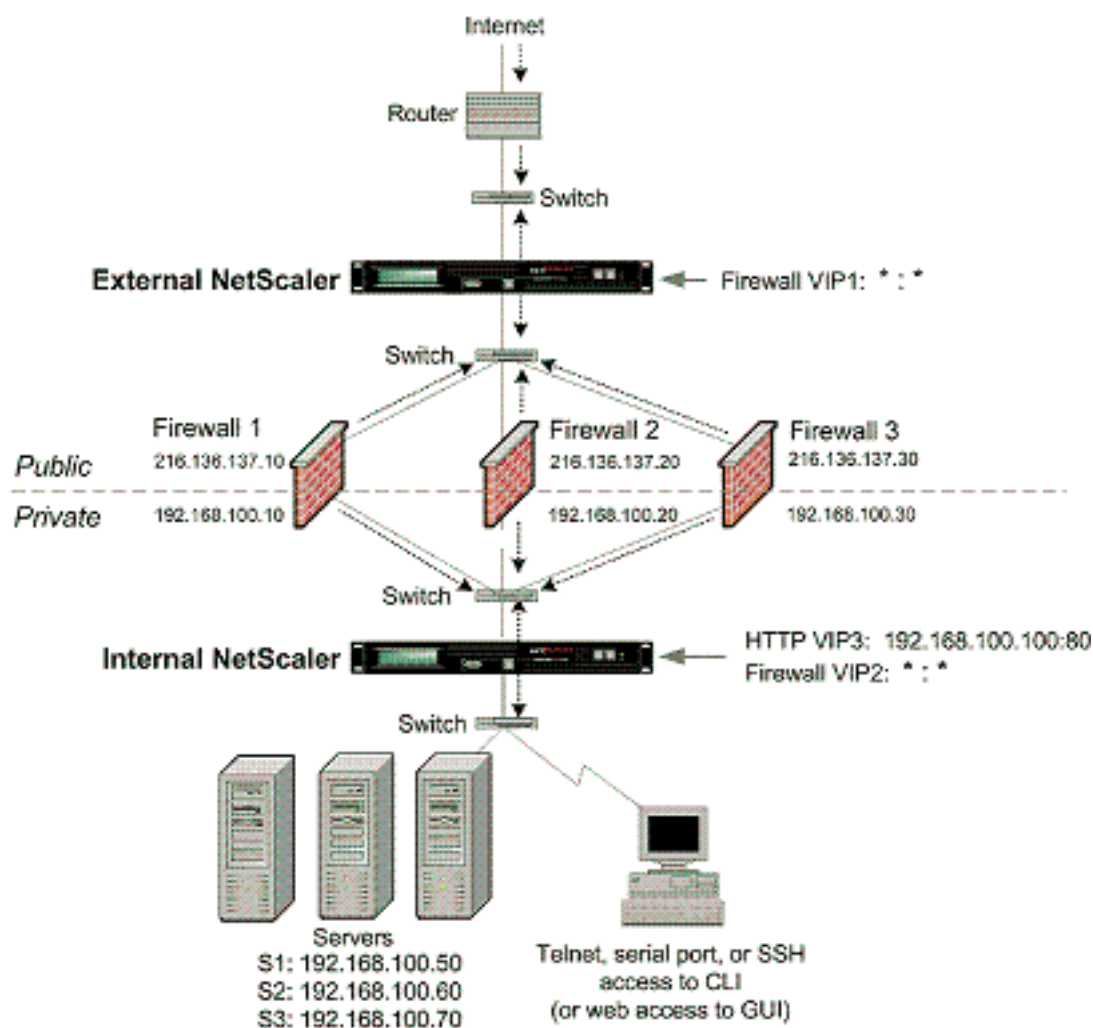 Internet
Router
Switch
External NetScaler
Firewall VIP1: * : *
Switch
Firewall 1
Firewall 2
Firewall 3
Public
216.136.137.10
216.136.137.20
216.136.137.30
Private
192.168.100.10
192.168.100.20
192.168.100.30
Switch
Internal NetScaler
HTTP VIP3: 192.168.100.100:80
Firewall VIP2: * : *
Switch
Servers
S1: 192.168.100.50
S2: 192.168.100.60
S3: 192.168.100.70
Telnet, serial port, or SSH
access to CLI
(or web access to GUI)